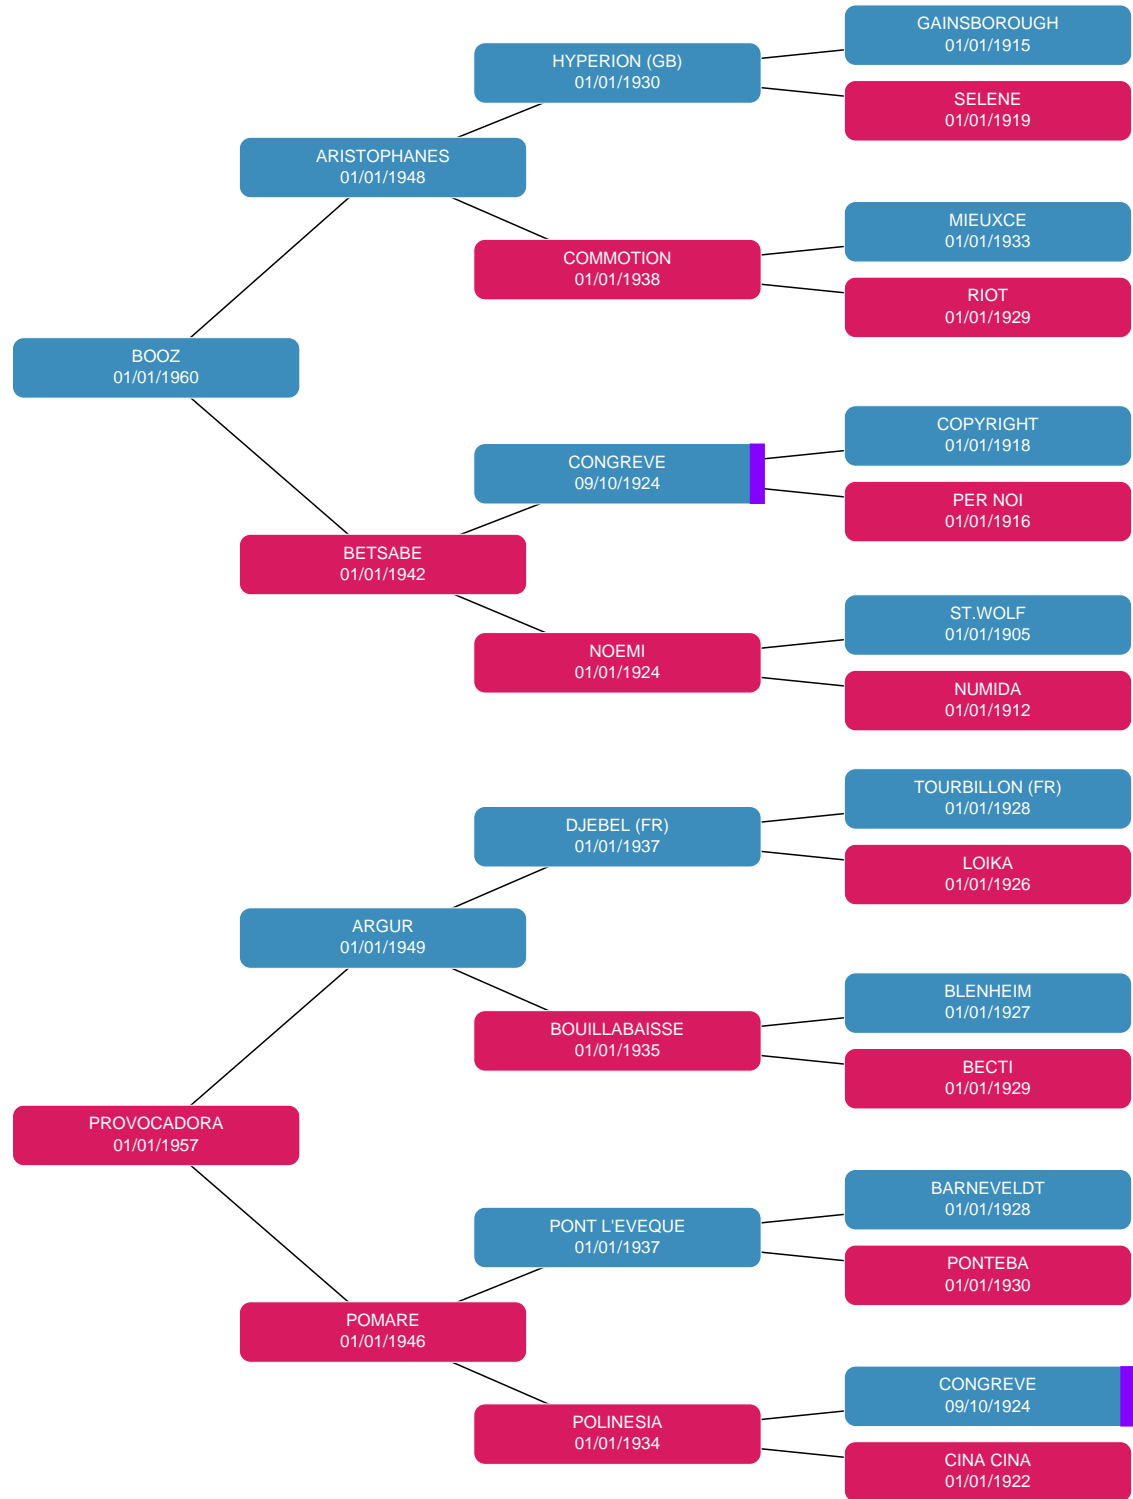 GAINSBOROUGH
01/01/1915
HYPERION (GB)
01/01/1930
SELENE
01/01/1919
ARISTOPHANES
01/01/1948
MIEUXCE
01/01/1933
COMMOTION
01/01/1938
RIOT
01/01/1929
BOOZ
01/01/1960
COPYRIGHT
01/01/1918
CONGREVE
09/10/1924
PER NOI
01/01/1916
BETSABE
01/01/1942
ST.WOLF
01/01/1905
NOEMI
01/01/1924
NUMIDA
01/01/1912
TOURBILLON (FR)
01/01/1928
DJEBEL (FR)
01/01/1937
LOIKA
01/01/1926
ARGUR
01/01/1949
BLENHEIM
01/01/1927
BOUILLABAISSE
01/01/1935
BECTI
01/01/1929
PROVOCADORA
01/01/1957
BARNEVELDT
01/01/1928
PONT L'EVEQUE
01/01/1937
PONTEBA
01/01/1930
POMARE
01/01/1946
CONGREVE
09/10/1924
POLINESIA
01/01/1934
CINA CINA
01/01/1922